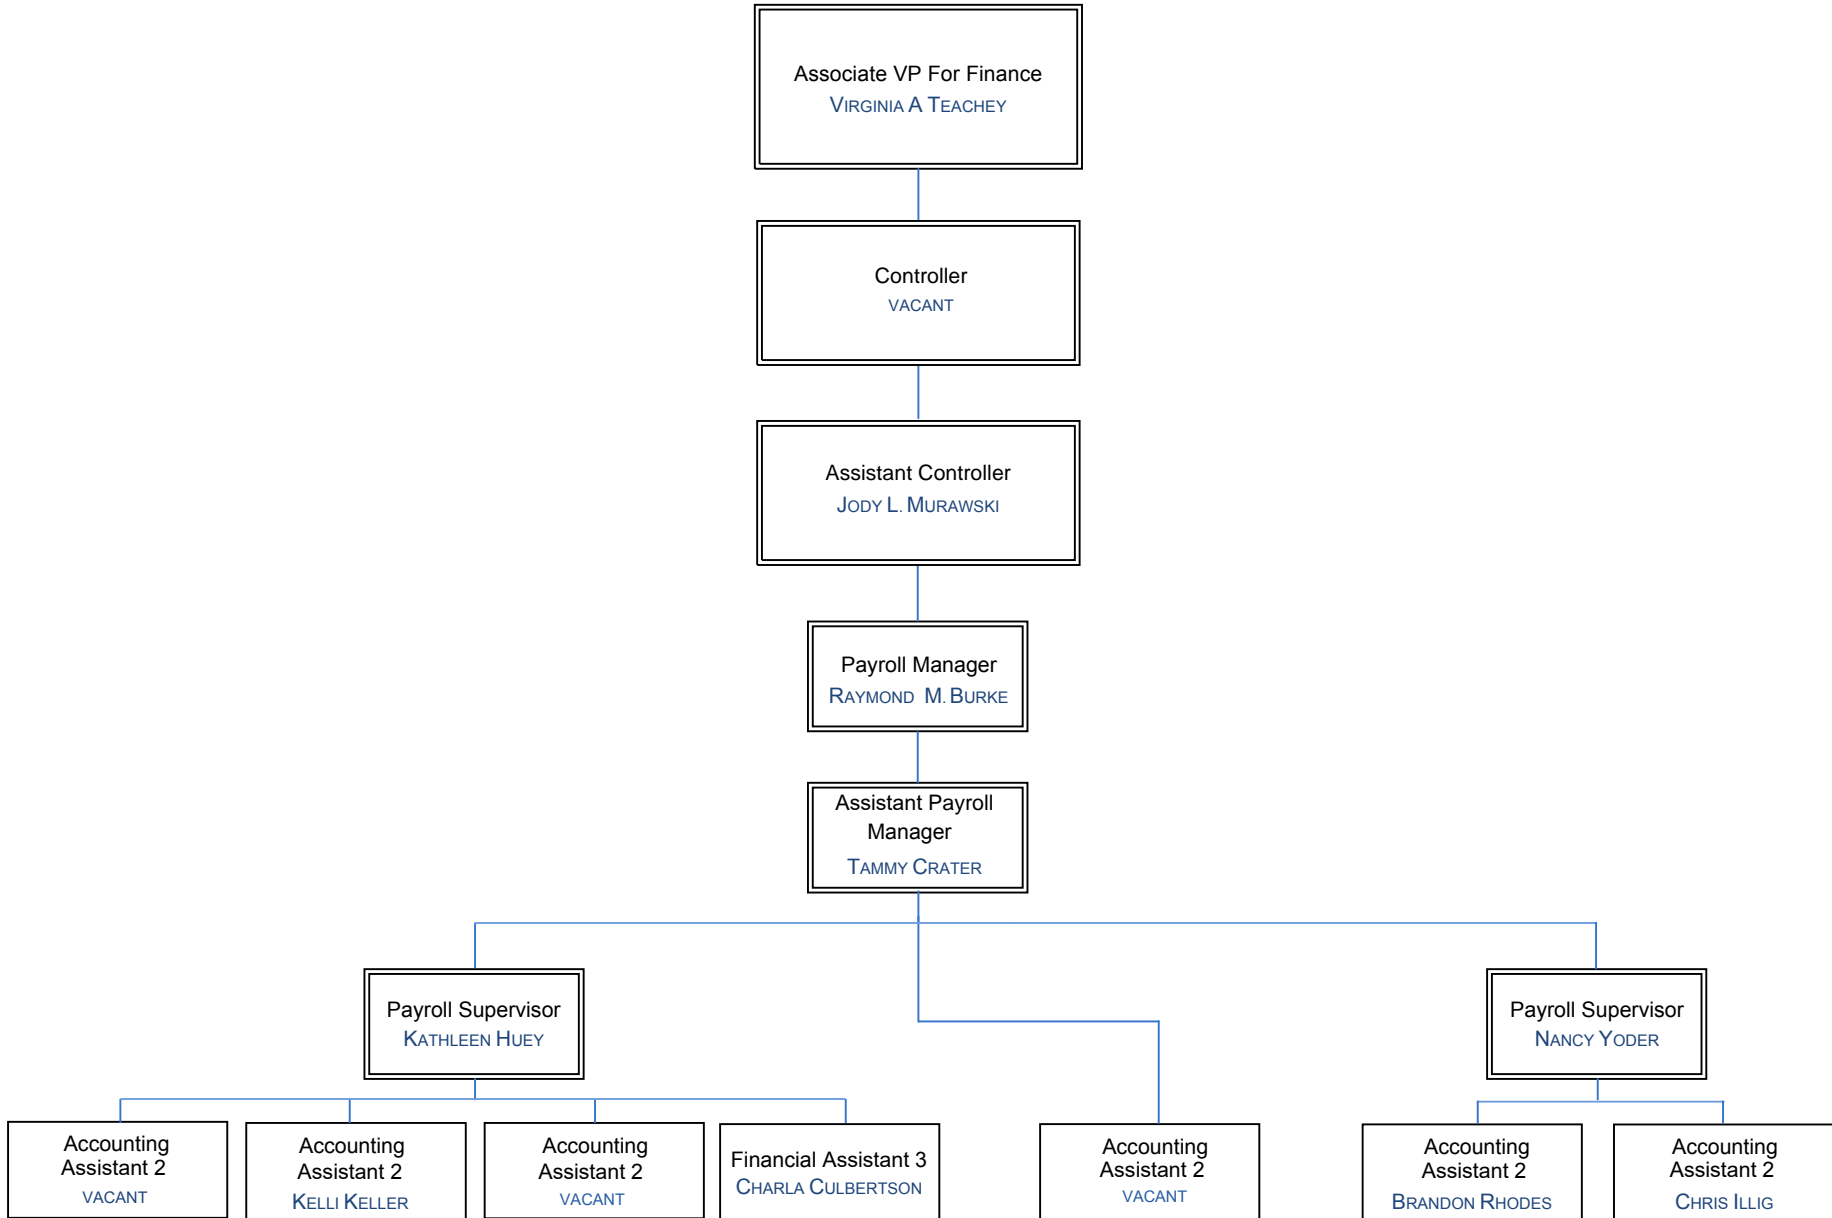 Associate VP For Finance
VIRGINIA A TEACHEY
Controller
VACANT
Assistant Controller
JODY L. MURAWSKI
Payroll Manager
RAYMOND M. BURKE
Assistant Payroll
Manager
TAMMY CRATER
Payroll Supervisor
KATHLEEN HUEY
Payroll Supervisor
NANCY YODER
Accounting
Assistant 2
VACANT
Accounting
Assistant 2
KELLI KELLER
Accounting
Assistant 2
VACANT
Financial Assistant 3
CHARLA CULBERTSON
Accounting
Assistant 2
VACANT
Accounting
Assistant 2
BRANDON RHODES
Accounting
Assistant 2
CHRIS ILLIG